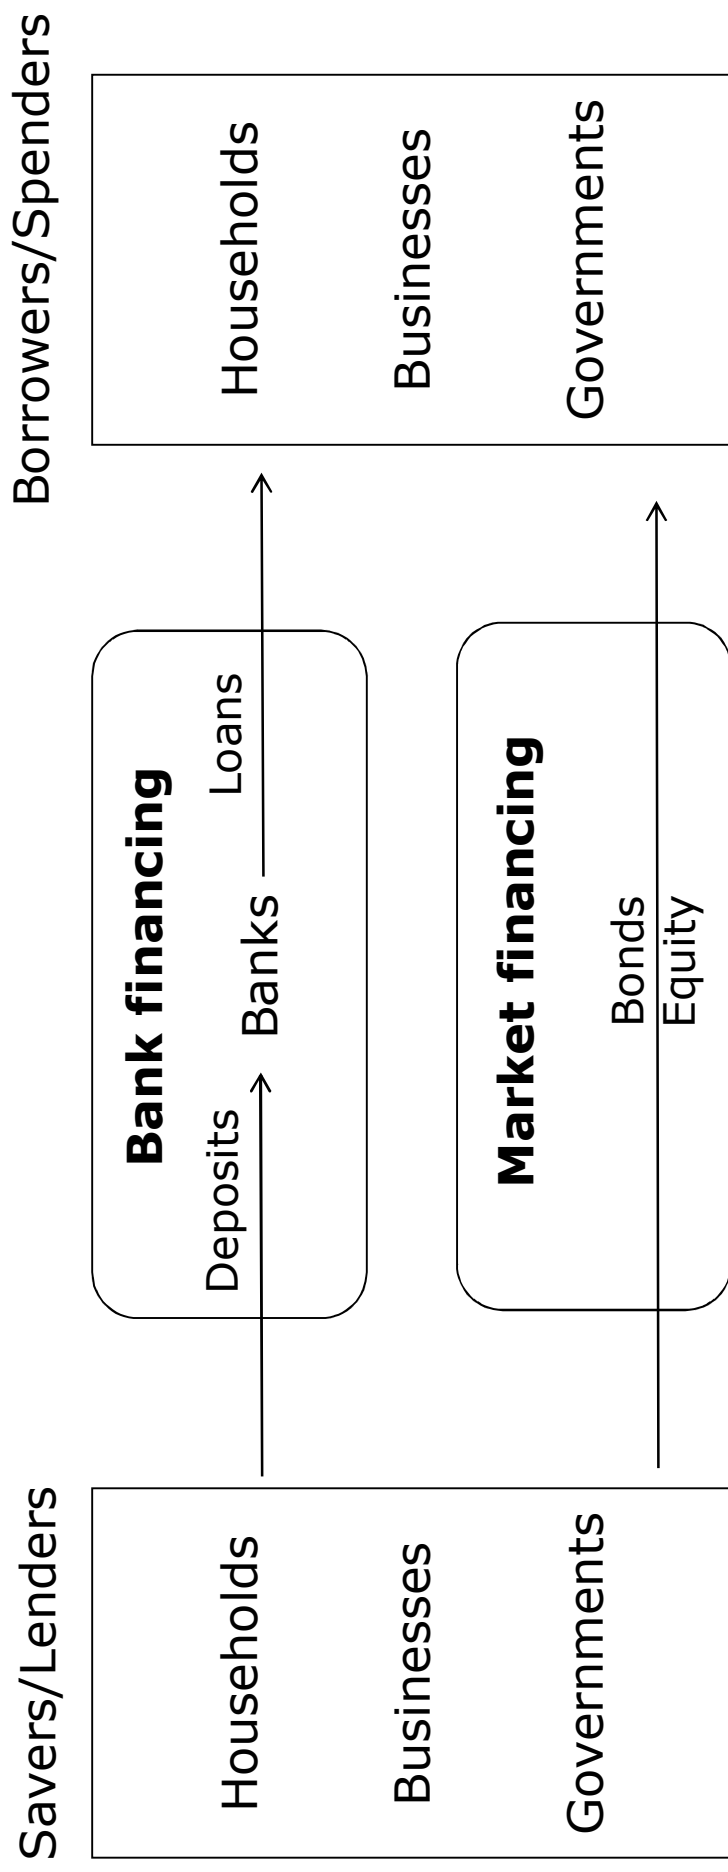 Savers/Lenders
Households
Businesses
Governments
Bank financing
Deposits
Banks
Loans
Market financing
Bonds
Equity
Borrowers/Spenders
Households
Businesses
Governments